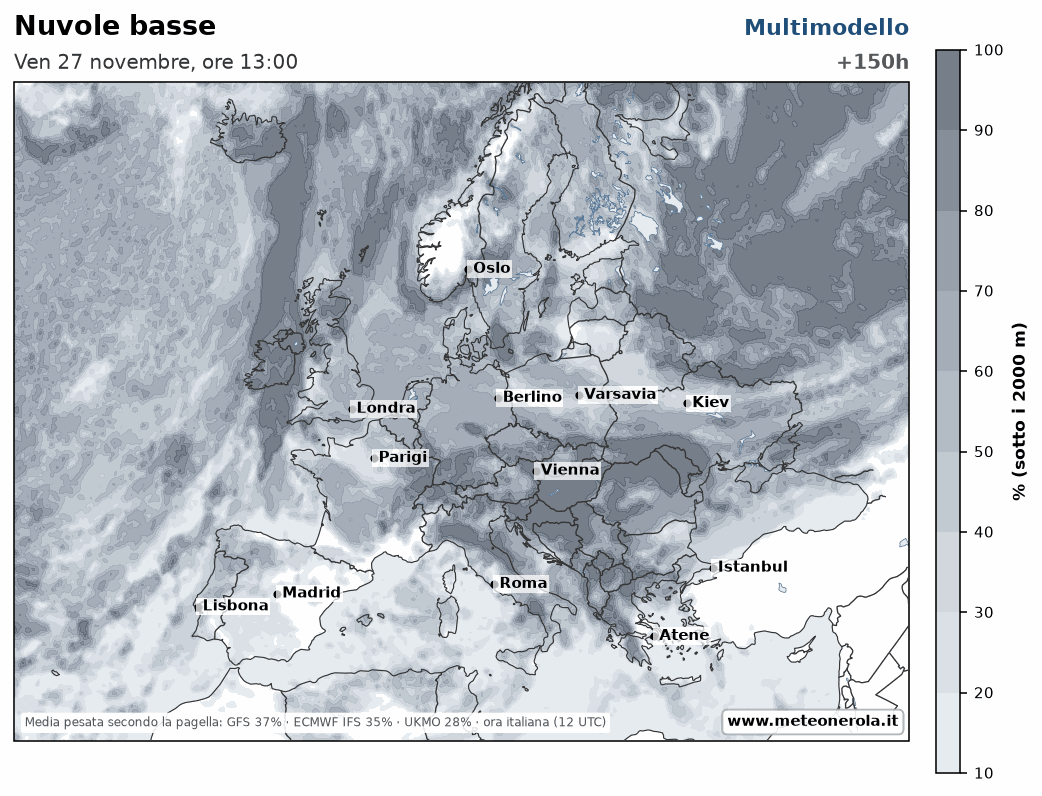 Nuvole basse
Multimodello
Ven 27 novembre, ore 13:00
+150h
100
90
80
70
60
50
40
30
20
10
% (sotto i 2000 m)
Oslo
Londra
Berlino
Varsavia
Kiev
Parigi
Vienna
Istanbul
Roma
Madrid
Lisbona
Atene
Media pesata secondo la pagella: GFS 37% · ECMWF IFS 35% · UKMO 28% · ora italiana (12 UTC)
www.meteonerola.it